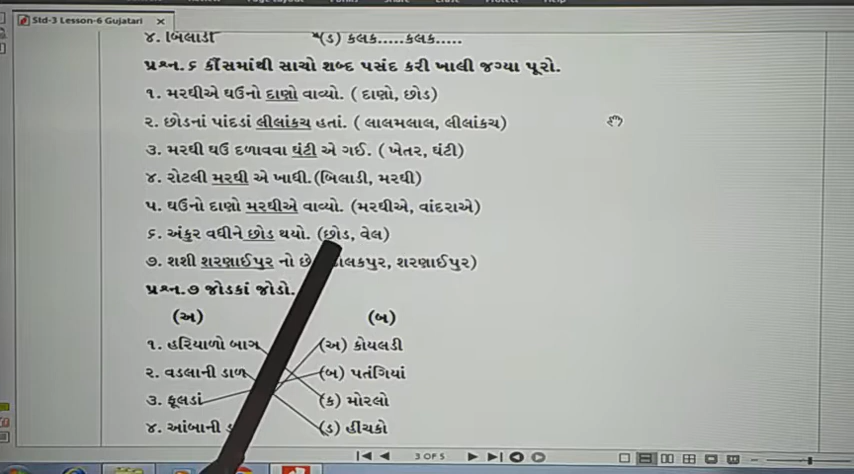 Std-3 Lesson-6 Gujatari
૪. બિલાડી (ડ) કલક.....કલક.....
પ્રશ્ન.૬ કૌંસમાંથી સાચો શબ્દ પસંદ કરી ખાલી જગ્યા પૂરો.
૧. મરઘીએ ઘઉંનો દાણો વાવ્યો. ( દાણો, છોડ)
૨. છોડનાં પાંદડાં લીલાંકચ હતાં. ( લાલમલાલ, લીલાંકચ)
૩. મરઘી ઘઉં દળાવવા ઘંટી એ ગઈ. ( ખેતર, ઘંટી)
૪. રોટલી મરઘી એ ખાધી.(બિલાડી, મરઘી)
૫. ઘઉંનો દાણો મરઘીએ વાવ્યો. (મરઘીએ, વાંદરાએ)
૬. અંકુર વધીને છોડ થયો. (છોડ, વેલ)
૭. શશી શરણાઈપુર નો શરણાઈપુર)
પ્રશ્ન.૭ જોડકાં જોડો.
(અ) (બ)
૧. હરિયાળો બાગ (અ) કોયલડી
૨. વડલાની ડાળ (બ) પતંગિયાં
૩. ફૂલડાં (ક) મોરલો
૪. આંબાની (ડ) હીંચકો
3 OF 5